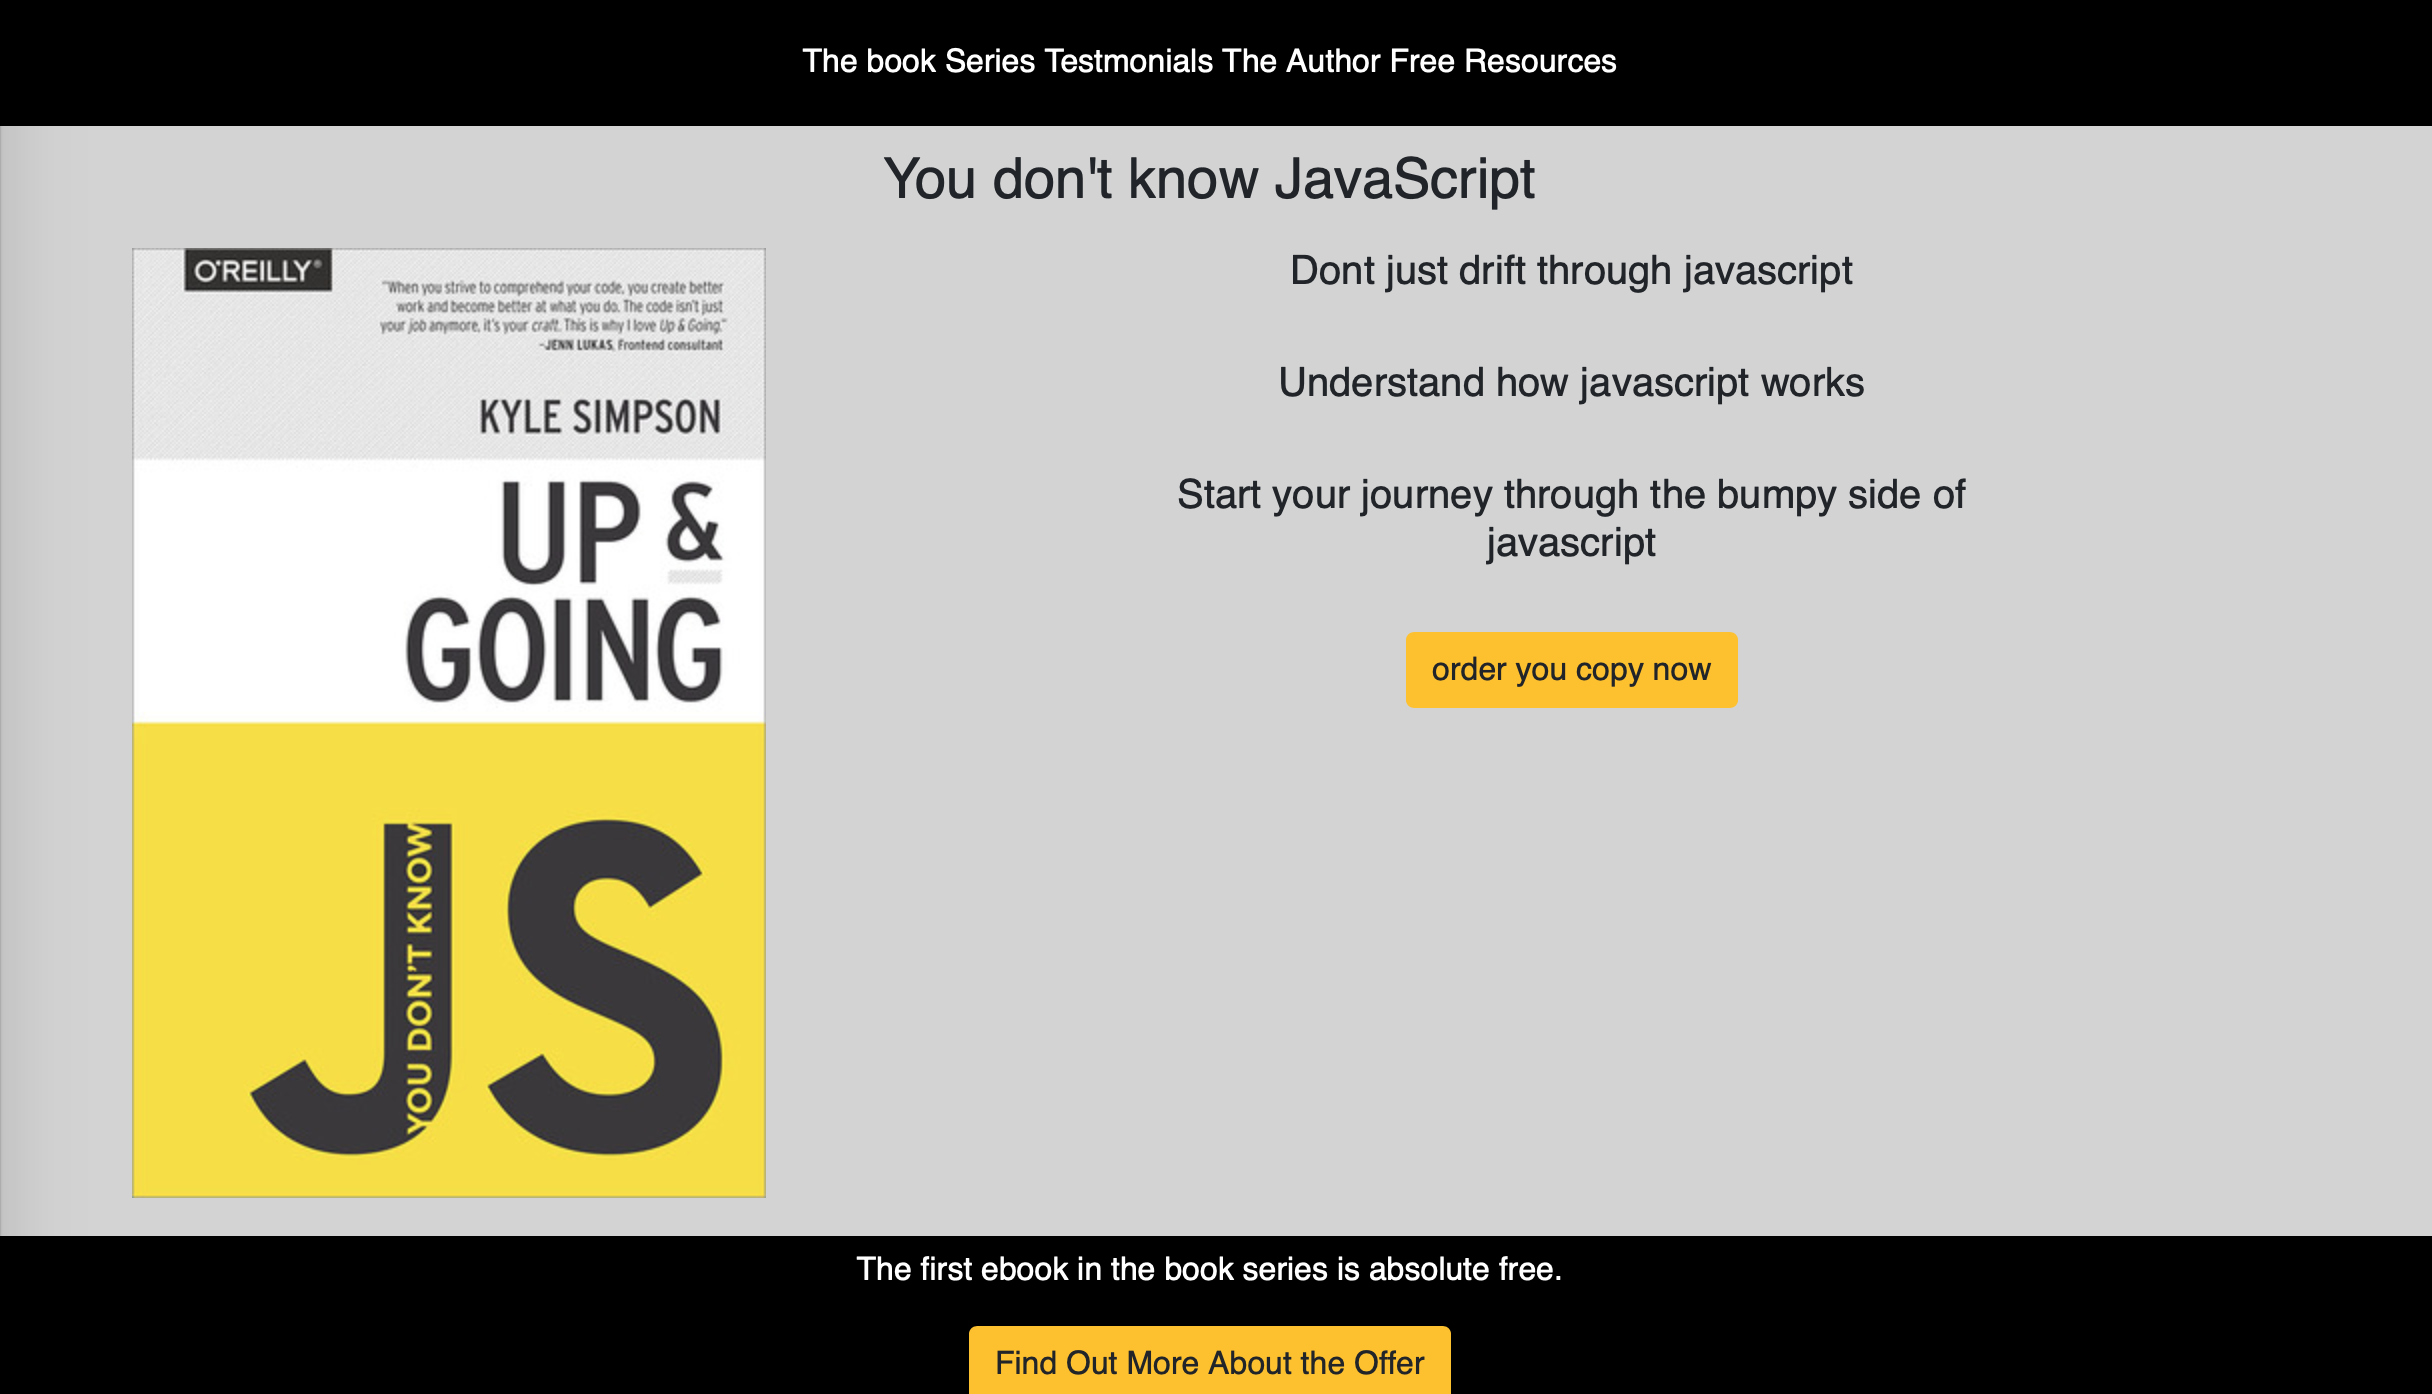 The book Series Testmonials The Author Free Resources
You don't know JavaScript
O'REILLY®
"When you strive to comprehend your code, you create better
work and become better at what you do. The code isn't just
your job anymore, it's your craft. This is why I love Up & Going."
–JENN LUKAS, Frontend consultant
KYLE SIMPSON
UP &
GOING
YOU DON'T KNOW
JS
Dont just drift through javascript
Understand how javascript works
Start your journey through the bumpy side of
javascript
order you copy now
The first ebook in the book series is absolute free.
Find Out More About the Offer